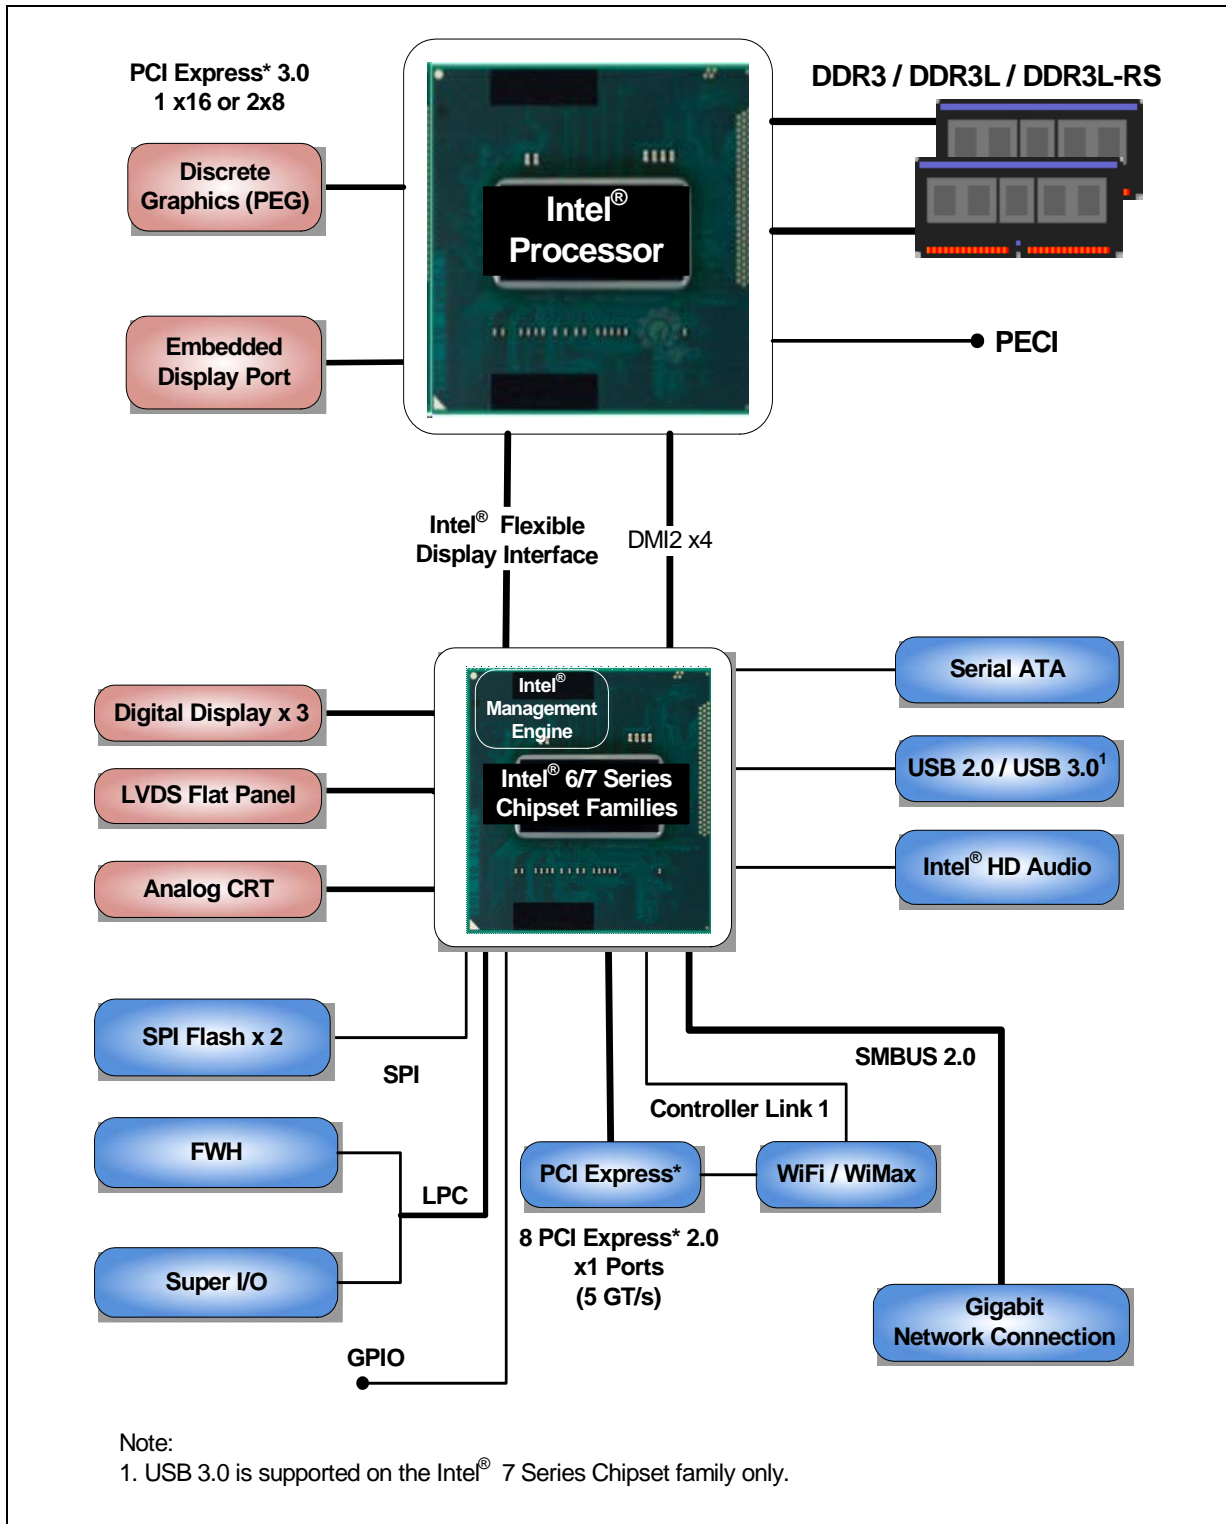 PCI Express* 3.0
1 x16 or 2x8
DDR3 / DDR3L / DDR3L-RS
Discrete
Graphics (PEG)
Intel®
Processor
Embedded
Display Port
PECI
Intel® Flexible
Display Interface
DMI2 x4
Intel®
Management
Engine
Intel® 6/7 Series
Chipset Families
Digital Display x 3
LVDS Flat Panel
Analog CRT
Serial ATA
USB 2.0 / USB 3.0¹
Intel® HD Audio
SPI Flash x 2
SPI
SMBUS 2.0
Controller Link 1
FWH
LPC
PCI Express*
WiFi / WiMax
8 PCI Express* 2.0
x1 Ports
(5 GT/s)
Super I/O
Gigabit
Network Connection
GPIO
Note:
1. USB 3.0 is supported on the Intel® 7 Series Chipset family only.